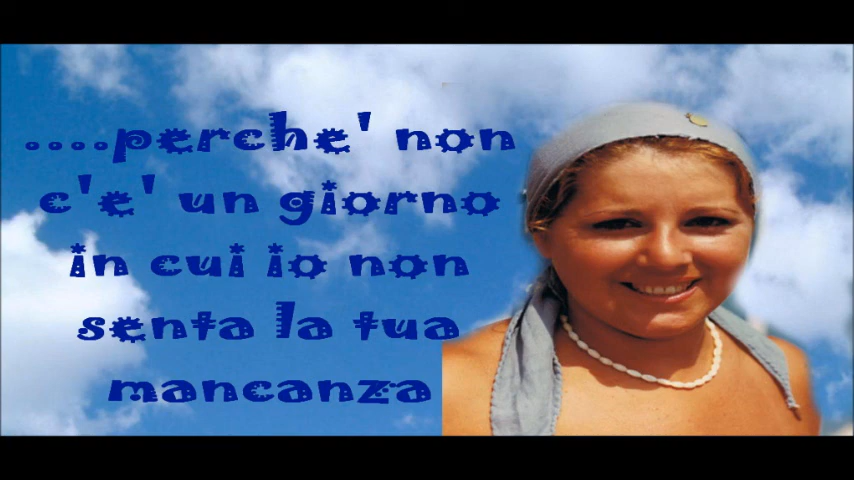 ....perche' non
c'e' un giorno
in cui io non
senta la tua
mancanza